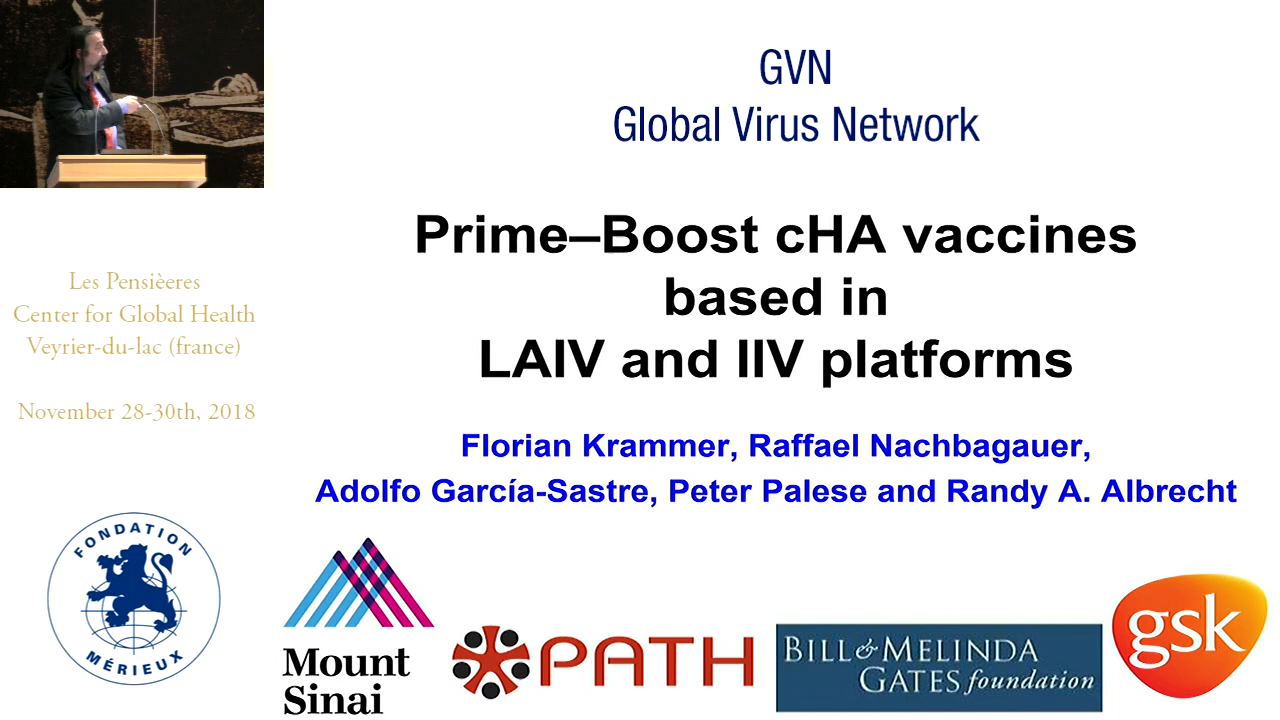 GVN
Global Virus Network
Prime–Boost cHA vaccines
based in
LAIV and IIV platforms
Florian Krammer, Raffael Nachbagauer,
Adolfo García-Sastre, Peter Palese and Randy A. Albrecht
Les Pensièeres
Center for Global Health
Veyrier-du-lac (france)
November 28-30th, 2018
FONDATION
MÉRIEUX
Mount
Sinai
PATH
BILL & MELINDA
GATES foundation
gsk